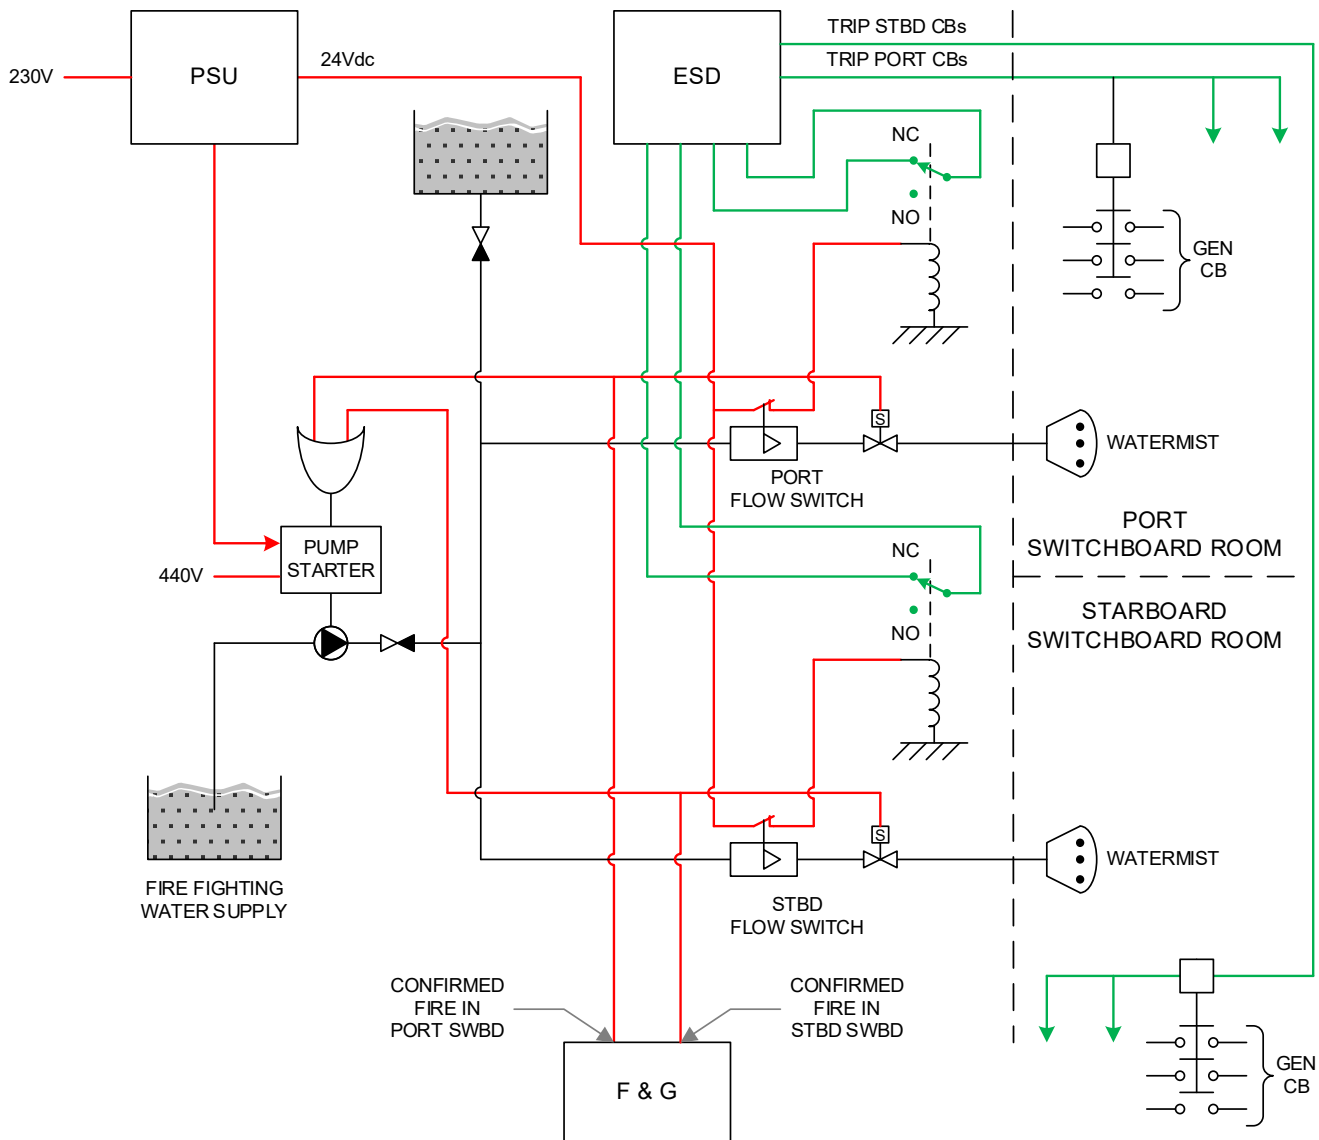 TRIP STBD CBs
230V
PSU
24Vdc
ESD
TRIP PORT CBs
NC
NO
GEN
CB
S
WATERMIST
PORT
FLOW SWITCH
PORT
SWITCHBOARD ROOM
PUMP
STARTER
440V
NC
NO
STARBOARD
SWITCHBOARD ROOM
S
WATERMIST
FIRE FIGHTING
WATER SUPPLY
STBD
FLOW SWITCH
CONFIRMED
FIRE IN
PORT SWBD
CONFIRMED
FIRE IN
STBD SWBD
F & G
GEN
CB